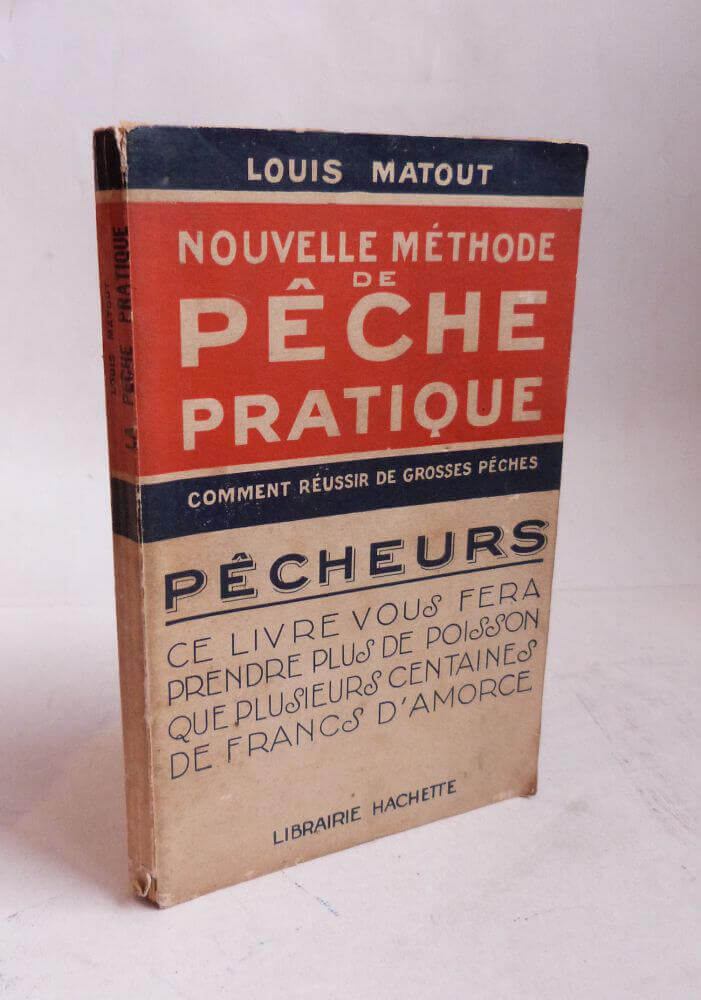 LOUIS MATOUT
NOUVELLE MÉTHODE
DE
PÊCHE
PRATIQUE
COMMENT RÉUSSIR DE GROSSES PÊCHES
PÊCHEURS
CE LIVRE VOUS FERA
PRENDRE PLUS DE POISSON
QUE PLUSIEURS CENTAINES
DE FRANCS D'AMORCE
LIBRAIRIE HACHETTE
LOUIS MATOUT
LA PÊCHE PRATIQUE